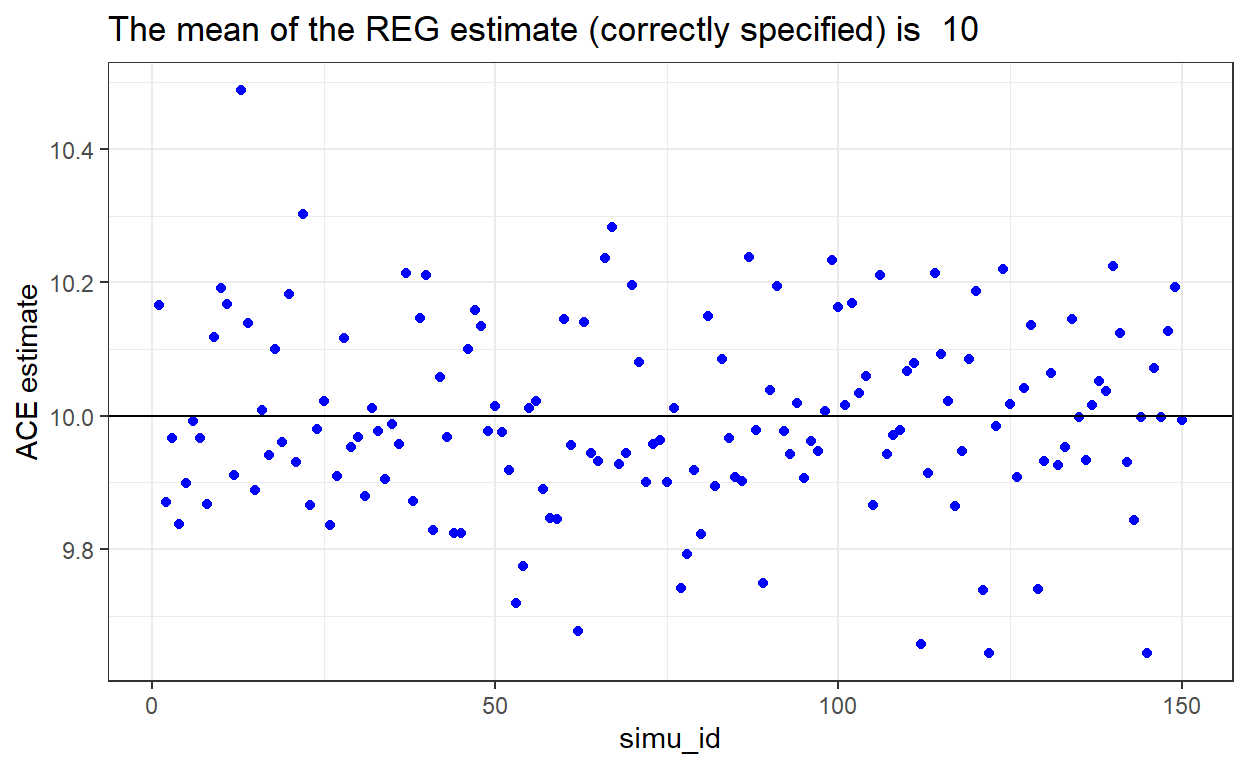 The mean of the REG estimate (correctly specified) is  10
ACE estimate
10.4
10.2
10.0
9.8
0 50 100 150
simu_id